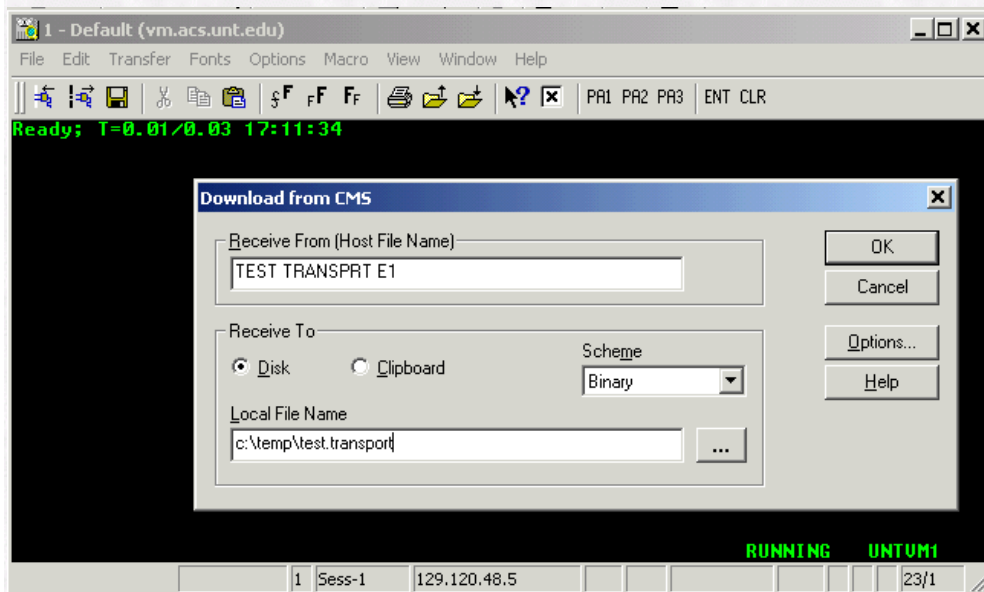 1 - Default (vm.acs.unt.edu)
File Edit Transfer Fonts Options Macro View Window Help
PA1 PA2 PA3 ENT CLR
Ready; T=0.01/0.03 17:11:34
Download from CMS
Receive From (Host File Name)
TEST TRANSPRT E1
OK
Cancel
Receive To
Disk
Clipboard
Scheme
Binary
Options...
Help
Local File Name
c:\temp\test.transport
...
RUNNING UNTVM1
1 Sess-1 129.120.48.5 23/1